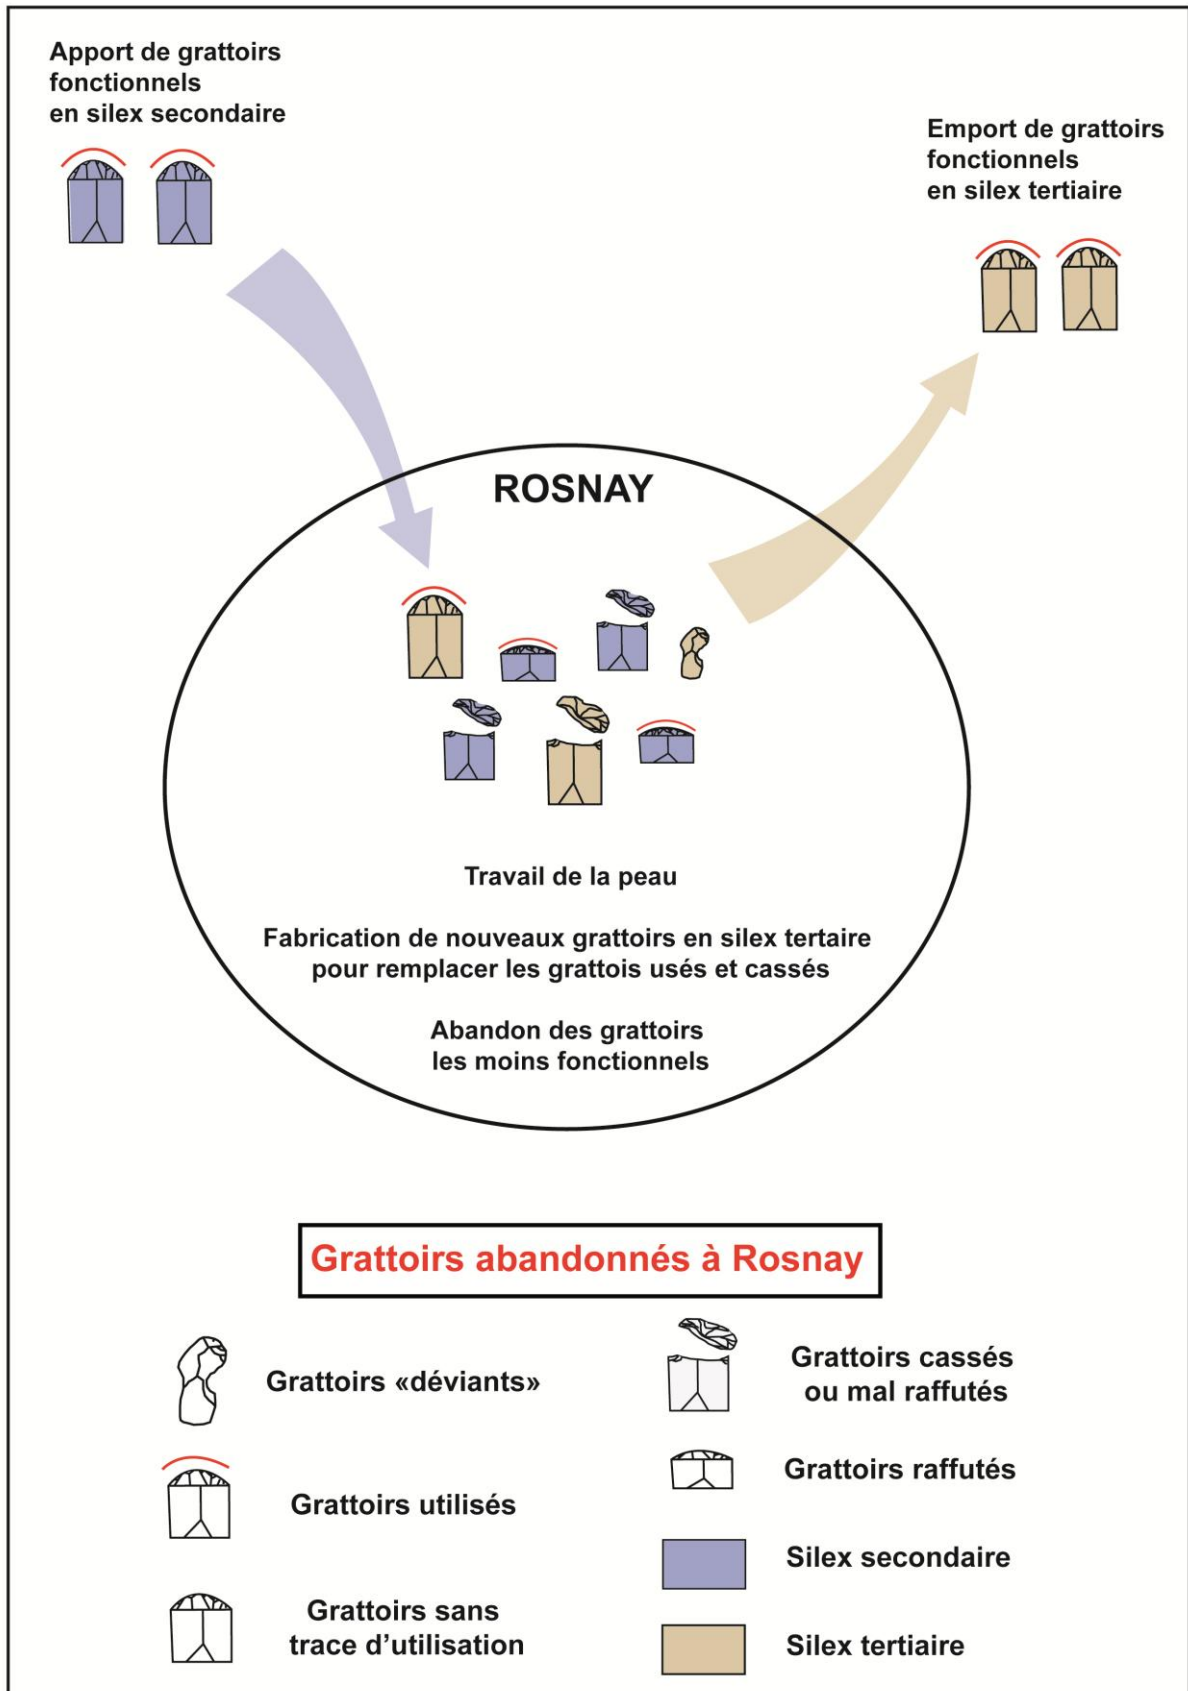 Apport de grattoirs
fonctionnels
en silex secondaire
Emport de grattoirs
fonctionnels
en silex tertiaire
ROSNAY
Travail de la peau
Fabrication de nouveaux grattoirs en silex tertaire
pour remplacer les grattois usés et cassés
Abandon des grattoirs
les moins fonctionnels
Grattoirs abandonnés à Rosnay
Grattoirs «déviants»
Grattoirs utilisés
Grattoirs sans
trace d'utilisation
Grattoirs cassés
ou mal raffutés
Grattoirs raffutés
Silex secondaire
Silex tertiaire